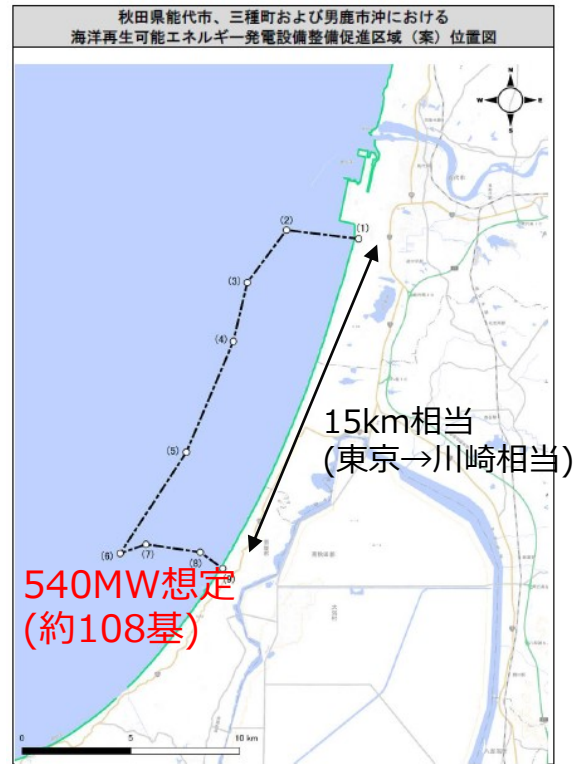 秋田県能代市、三種町および男鹿市沖における
海洋再生可能エネルギー発電設備整備促進区域（案）位置図
N
W E
S
(2)
(1)
(3)
(4)
15km相当
(東京→川崎相当)
(5)
(6)
(7)
(8)
(9)
540MW想定
(約108基)
0 5 10 km